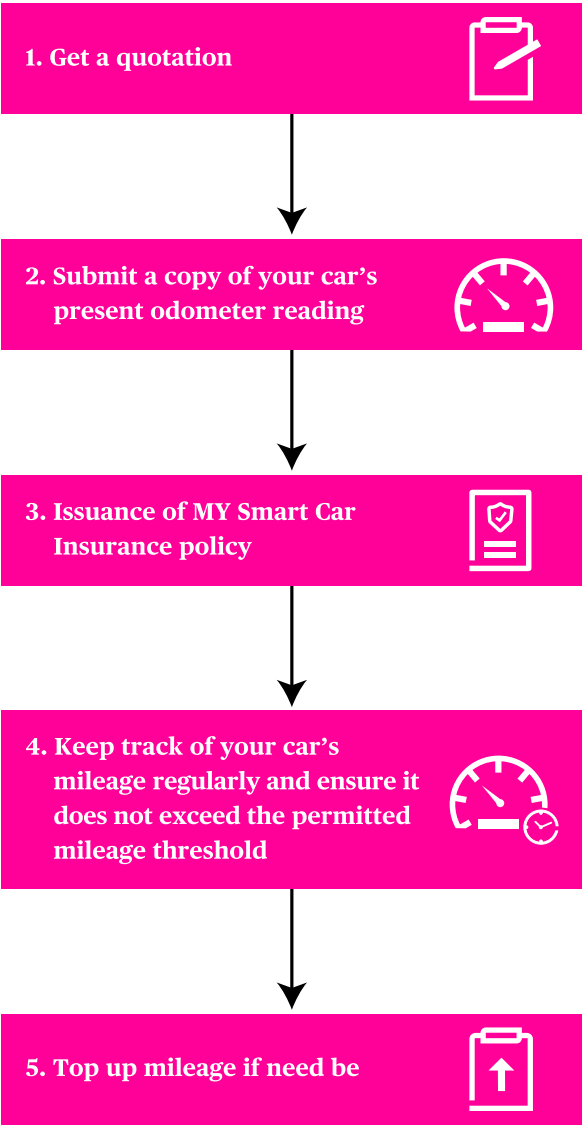 1. Get a quotation
2. Submit a copy of your car’s
present odometer reading
3. Issuance of MY Smart Car
Insurance policy
4. Keep track of your car’s
mileage regularly and ensure it
does not exceed the permitted
mileage threshold
5. Top up mileage if need be